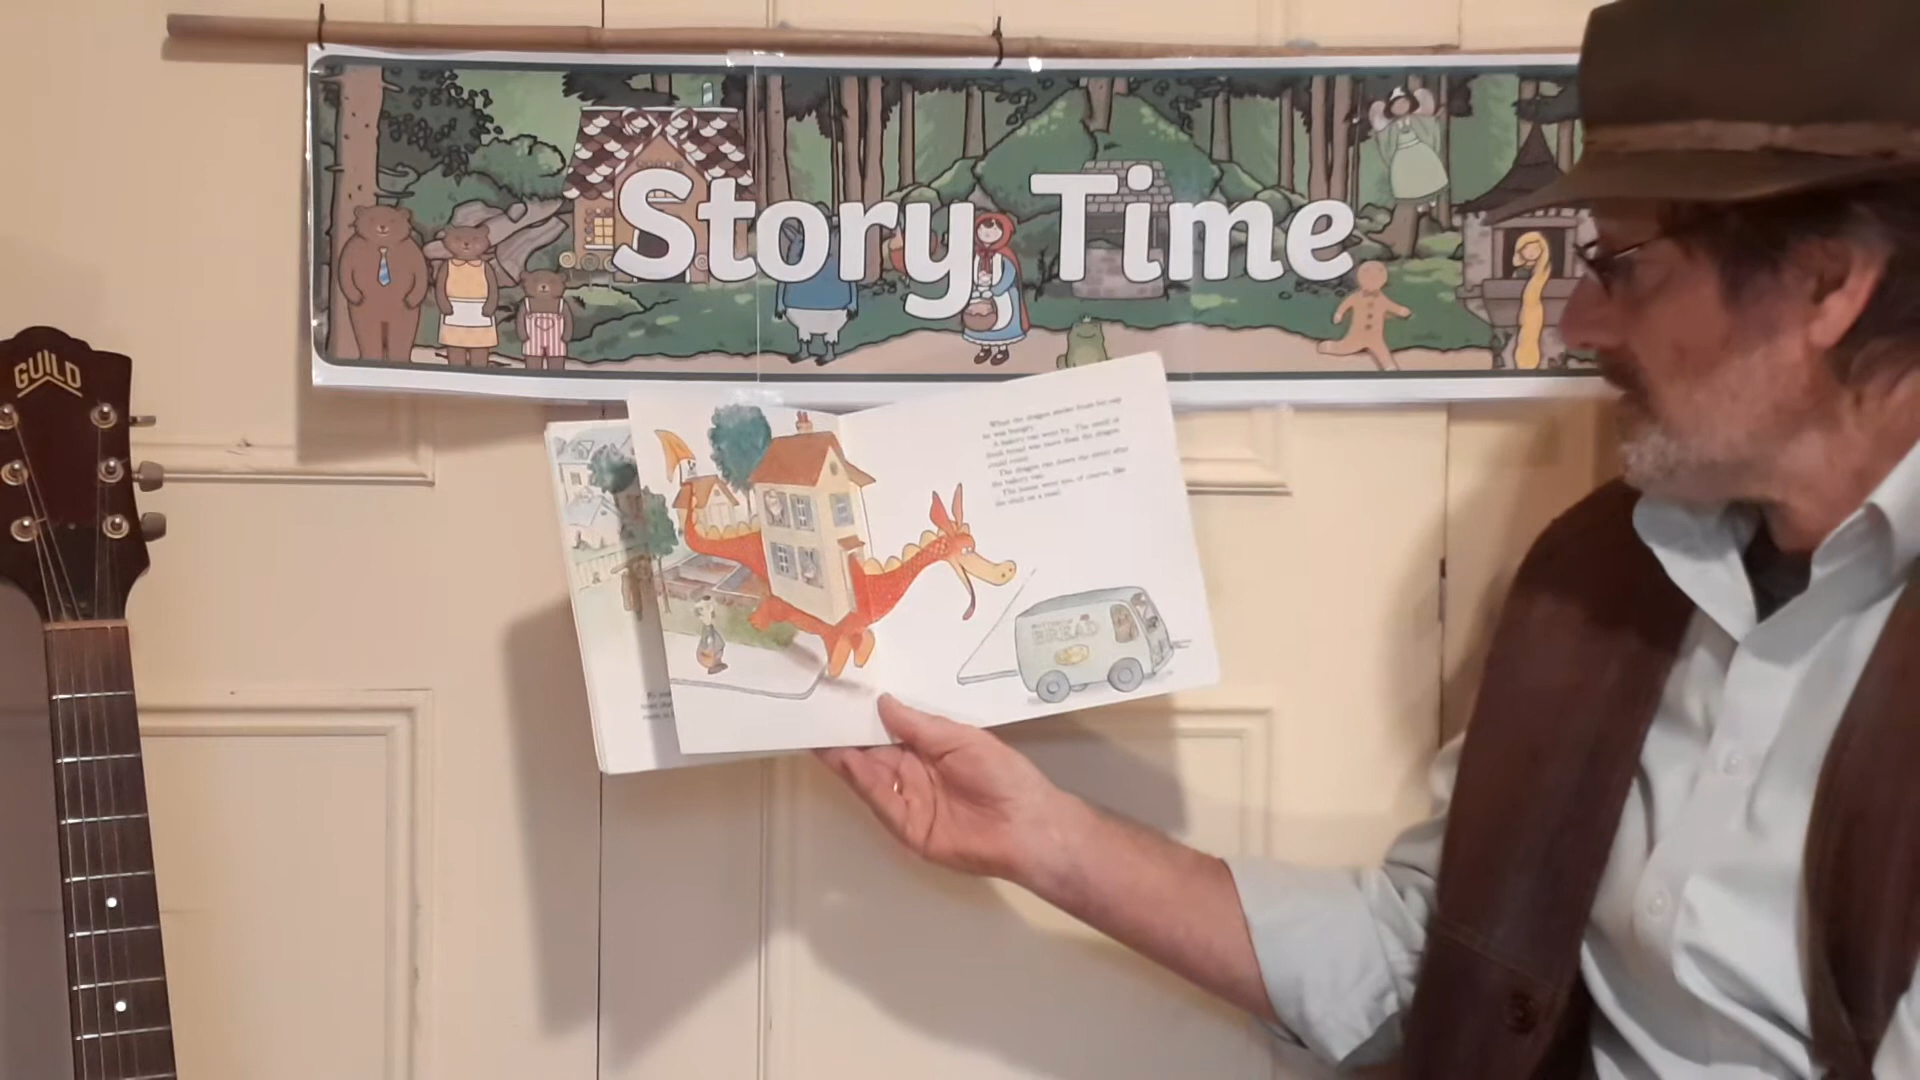 Story Time
GUILD
When the dragon awoke from his nap
he was hungry.
A bakery van went by. The smell of
fresh bread was more than the dragon
could resist.
The dragon ran down the street after
the bakery van.
The house went too, of course, like
the shell on a snail.
BREAD